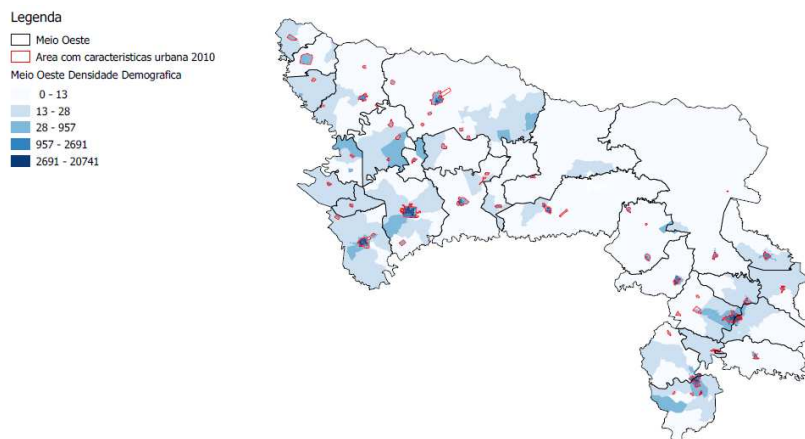 Legenda
Meio Oeste
Area com caracteristicas urbana 2010
Meio Oeste Densidade Demografica
0 - 13
13 - 28
28 - 957
957 - 2691
2691 - 20741